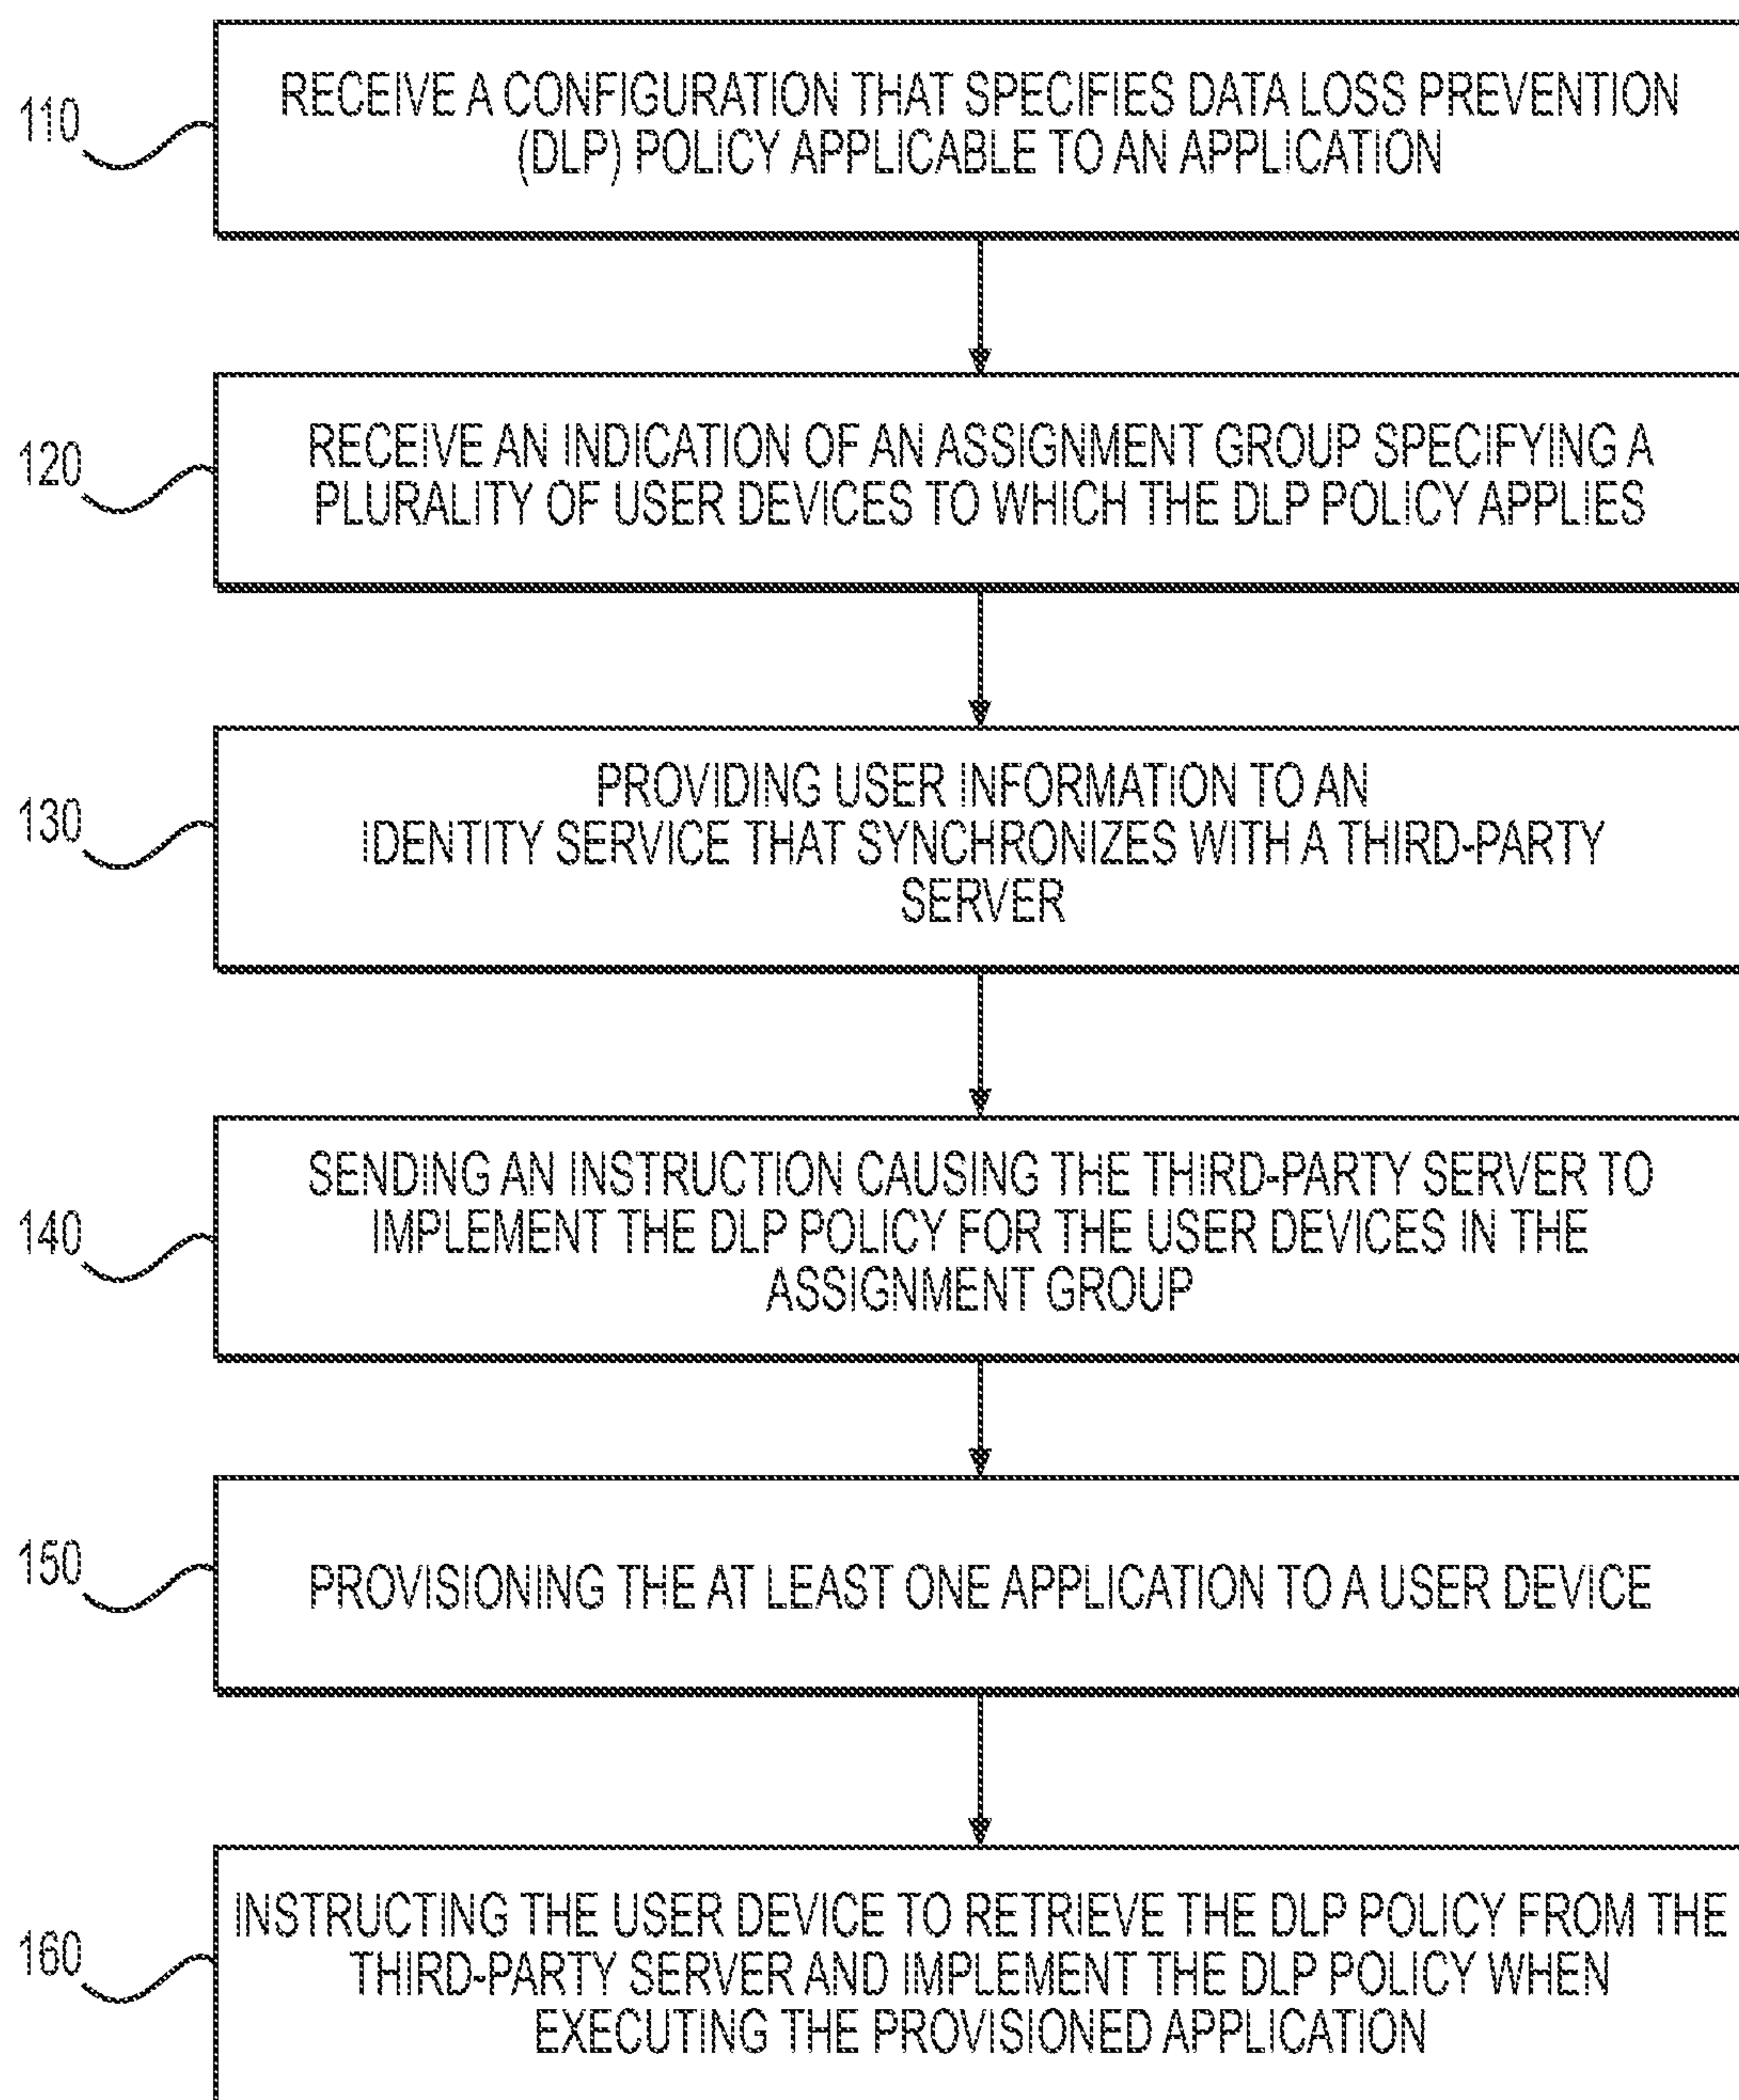 110
RECEIVE A CONFIGURATION THAT SPECIFIES DATA LOSS PREVENTION
(DLP) POLICY APPLICABLE TO AN APPLICATION
120
RECEIVE AN INDICATION OF AN ASSIGNMENT GROUP SPECIFYING A
PLURALITY OF USER DEVICES TO WHICH THE DLP POLICY APPLIES
130
PROVIDING USER INFORMATION TO AN
IDENTITY SERVICE THAT SYNCHRONIZES WITH A THIRD-PARTY
SERVER
140
SENDING AN INSTRUCTION CAUSING THE THIRD-PARTY SERVER TO
IMPLEMENT THE DLP POLICY FOR THE USER DEVICES IN THE
ASSIGNMENT GROUP
150
PROVISIONING THE AT LEAST ONE APPLICATION TO A USER DEVICE
160
INSTRUCTING THE USER DEVICE TO RETRIEVE THE DLP POLICY FROM THE
THIRD-PARTY SERVER AND IMPLEMENT THE DLP POLICY WHEN
EXECUTING THE PROVISIONED APPLICATION